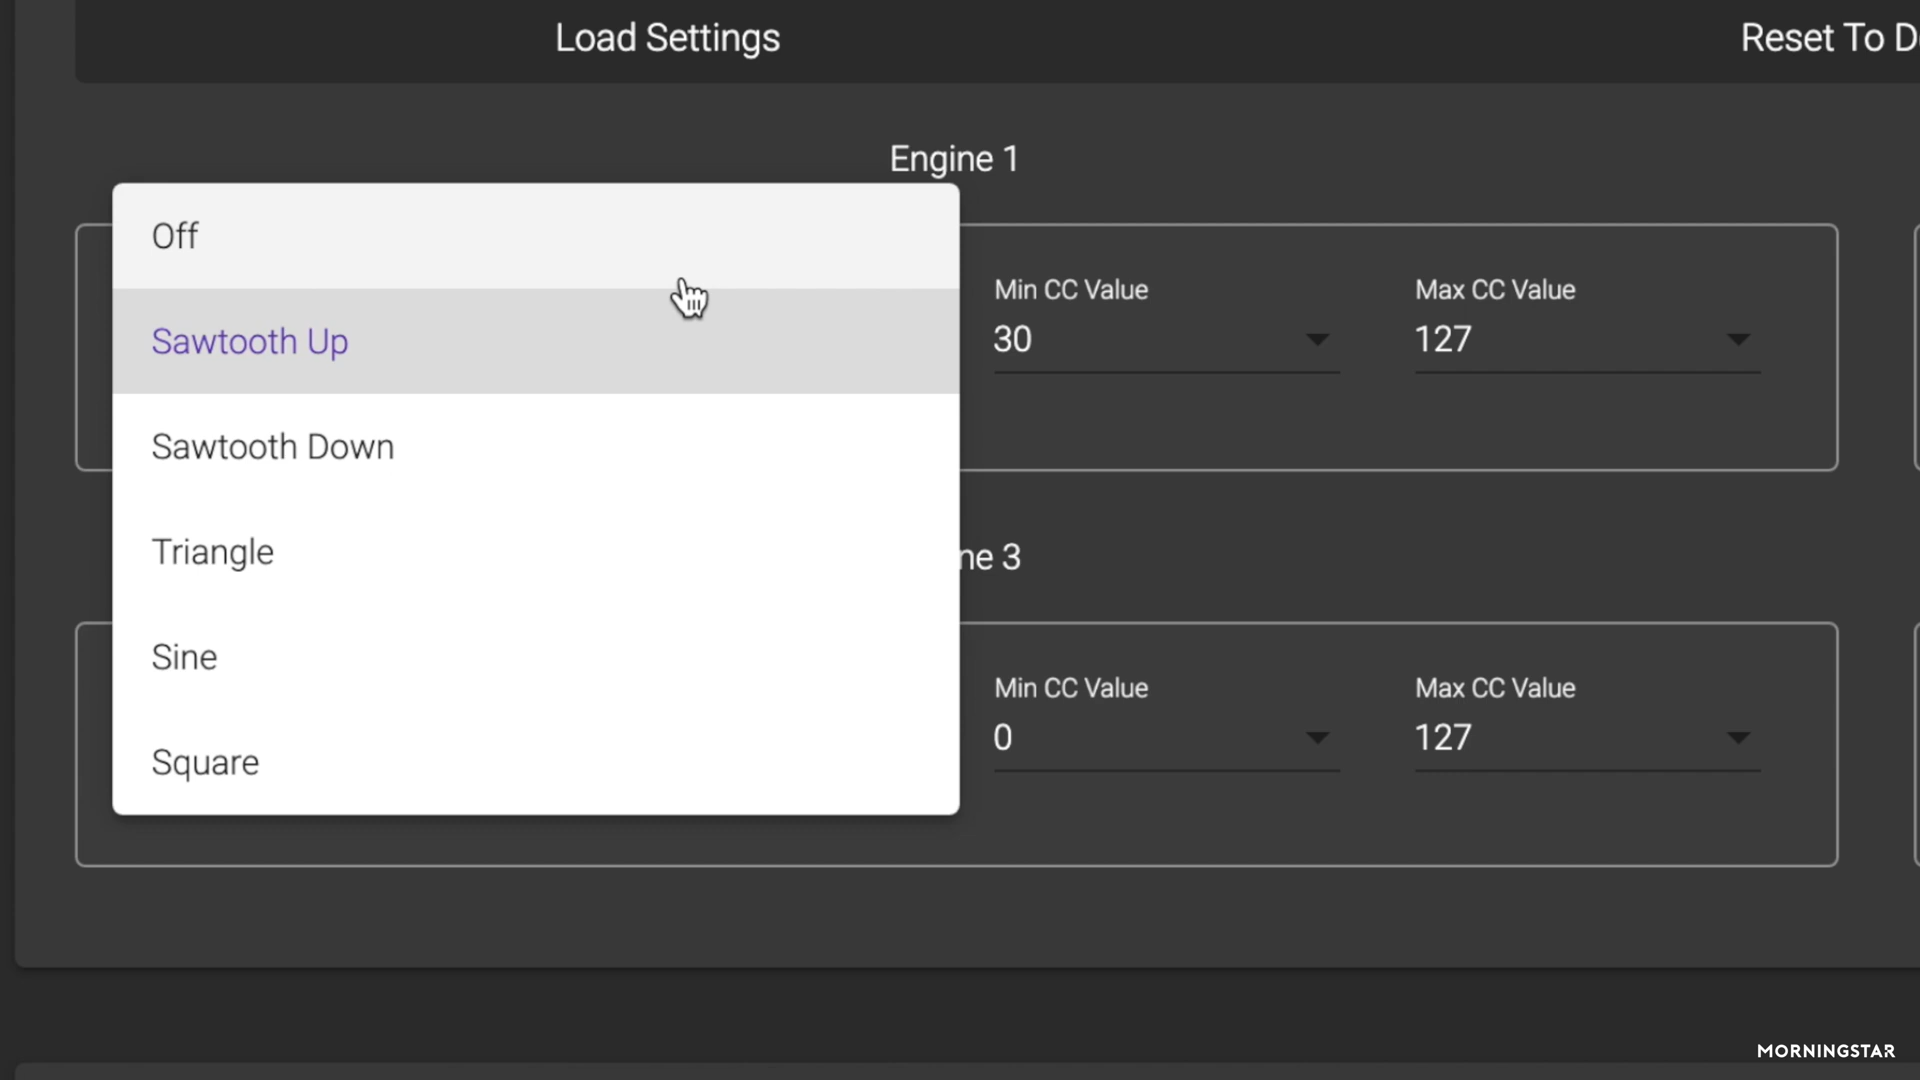 Load Settings
Reset To D
Engine 1
Off
Sawtooth Up
Sawtooth Down
Triangle
Sine
Square
Min CC Value
30
Max CC Value
127
ne 3
Min CC Value
0
Max CC Value
127
MORNINGSTAR